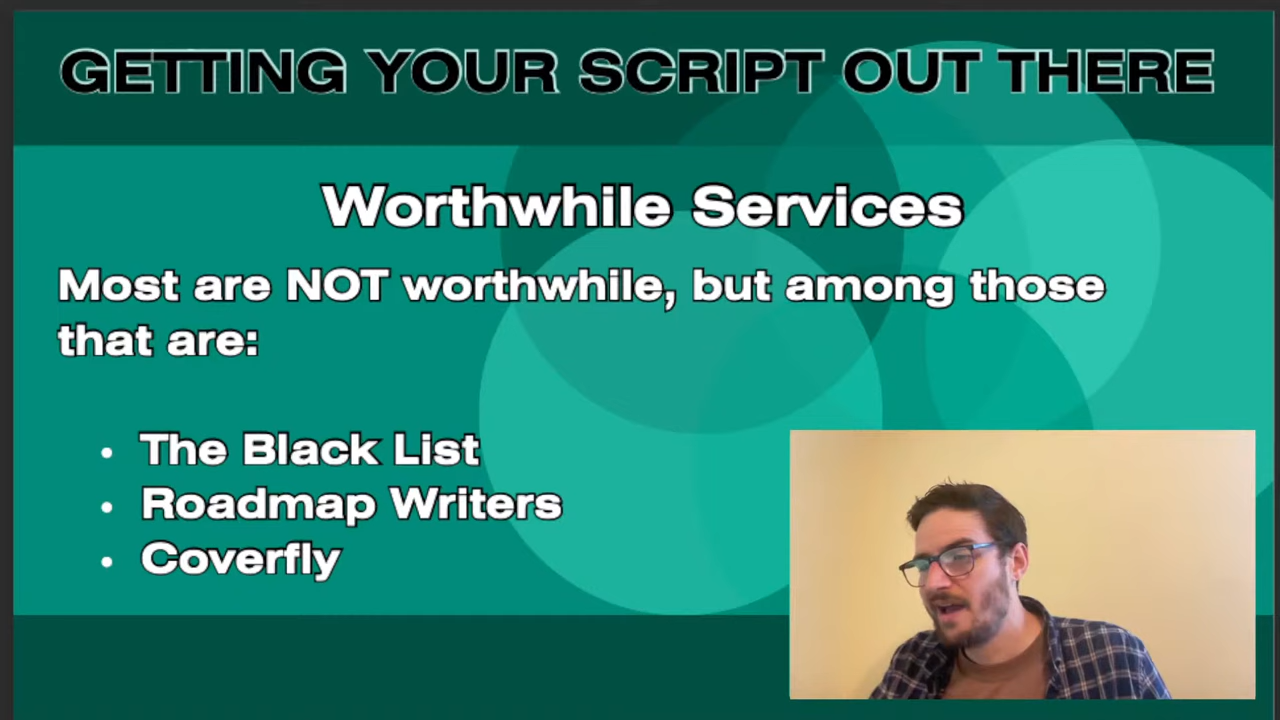 GETTING YOUR SCRIPT OUT THERE
Worthwhile Services
Most are NOT worthwhile, but among those
that are:
• The Black List
• Roadmap Writers
• Coverfly